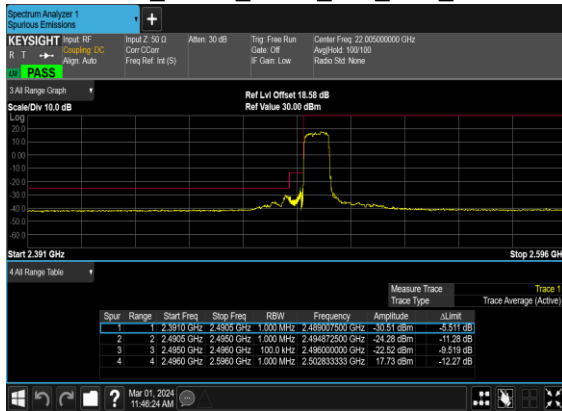 Spectrum Analyzer 1
Spurious Emissions
+
KEYSIGHT
R T
LXI
PASS
Input: RF
Coupling: DC
Align: Auto
Input Z: 50 Ω
Corr CCorr
Freq Ref: Int (S)
Atten: 30 dB
Trig: Free Run
Gate: Off
IF Gain: Low
Center Freq: 22.005000000 GHz
Avg|Hold: 100/100
Radio Std: None
3 All Range Graph
Scale/Div 10.0 dB
Ref Lvl Offset 18.58 dB
Ref Value 30.00 dBm
Log
20.0
10.0
0.00
-10.0
-20.0
-30.0
-40.0
-50.0
-60.0
Start 2.391 GHz
Stop 2.596 GH
4 All Range Table
Measure Trace Trace 1
Trace Type Trace Average (Active)
Spur Range Start Freq Stop Freq RBW Frequency Amplitude ΔLimit
1 1 2.3910 GHz 2.4905 GHz 1.000 MHz 2.489007500 GHz -30.51 dBm -5.511 dB
2 2 2.4905 GHz 2.4950 GHz 1.000 MHz 2.494872500 GHz -24.28 dBm -11.28 dB
3 3 2.4950 GHz 2.4960 GHz 100.0 kHz 2.496000000 GHz -22.52 dBm -9.519 dB
4 4 2.4960 GHz 2.5960 GHz 1.000 MHz 2.502833333 GHz 17.73 dBm -12.27 dB
?
Mar 01, 2024
11:46:24 AM